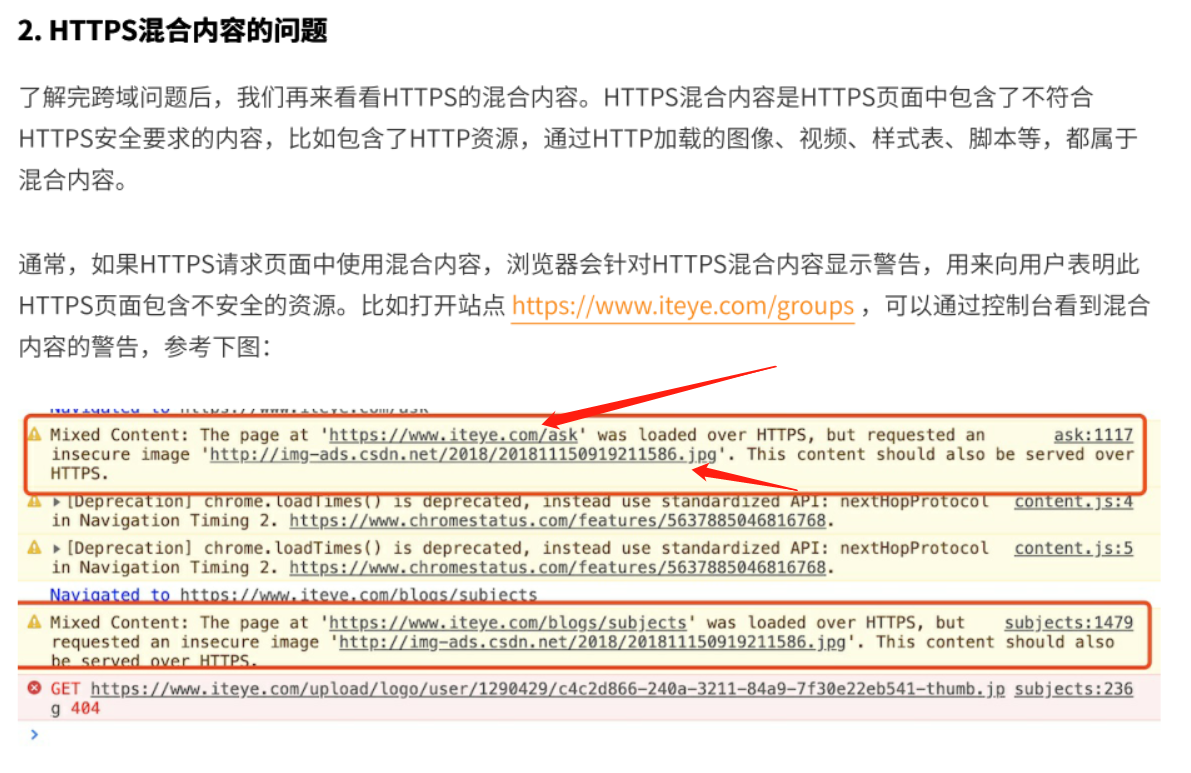 2. HTTPS混合内容的问题
了解完跨域问题后，我们再来看看HTTPS的混合内容。HTTPS混合内容是HTTPS页面中包含了不符合
HTTPS安全要求的内容，比如包含了HTTP资源，通过HTTP加载的图像、视频、样式表、脚本等，都属于
混合内容。
通常，如果HTTPS请求页面中使用混合内容，浏览器会针对HTTPS混合内容显示警告，用来向用户表明此
HTTPS页面包含不安全的资源。比如打开站点 https://www.iteye.com/groups ，可以通过控制台看到混合
内容的警告，参考下图：
Navigated to https://www.iteye.com/ask
Mixed Content: The page at 'https://www.iteye.com/ask' was loaded over HTTPS, but requested an ask:1117
insecure image 'http://img-ads.csdn.net/2018/201811150919211586.jpg'. This content should also be served over
HTTPS.
[Deprecation] chrome.loadTimes() is deprecated, instead use standardized API: nextHopProtocol content.js:4
in Navigation Timing 2. https://www.chromestatus.com/features/5637885046816768.
[Deprecation] chrome.loadTimes() is deprecated, instead use standardized API: nextHopProtocol content.js:5
in Navigation Timing 2. https://www.chromestatus.com/features/5637885046816768.
Navigated to https://www.iteye.com/blogs/subjects
Mixed Content: The page at 'https://www.iteye.com/blogs/subjects' was loaded over HTTPS, but subjects:1479
requested an insecure image 'http://img-ads.csdn.net/2018/201811150919211586.jpg'. This content should also
be served over HTTPS.
GET https://www.iteye.com/upload/logo/user/1290429/c4c2d866-240a-3211-84a9-7f30e22eb541-thumb.jp subjects:236
g 404